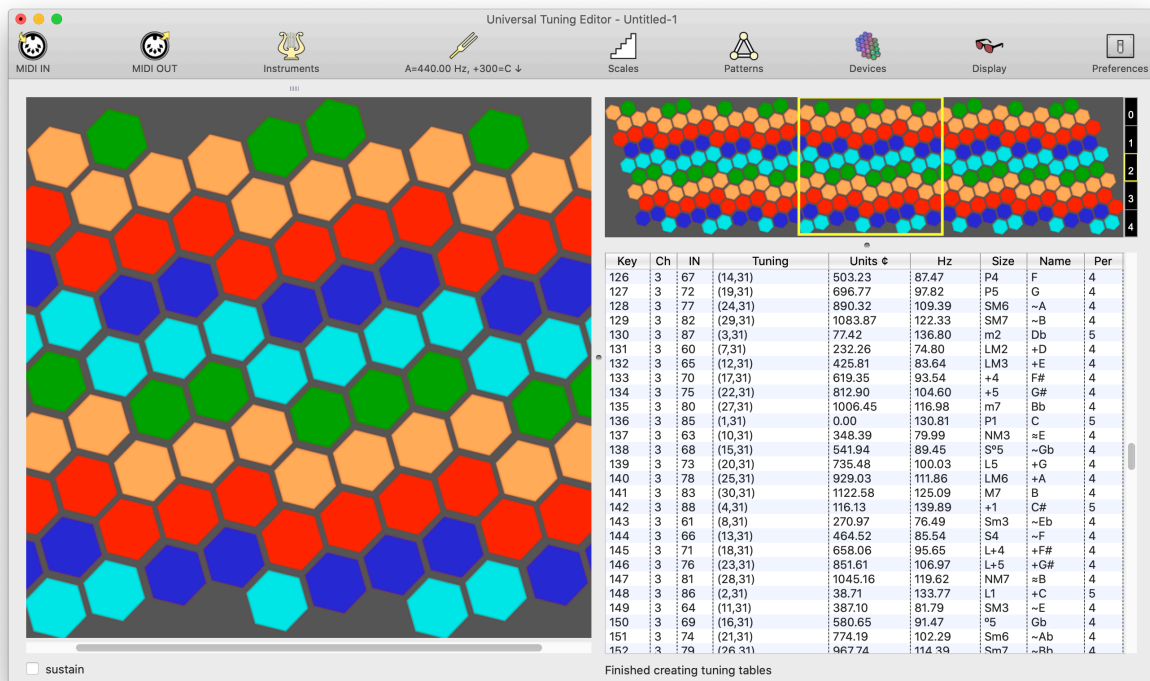 Universal Tuning Editor - Untitled-1
MIDI IN MIDI OUT Instruments A=440.00 Hz, +300=C ↓ Scales Patterns Devices Display Preferences
0
1
2
3
4
Key Ch IN Tuning Units ¢ Hz Size Name Per
126 3 67 (14,31) 503.23 87.47 P4 F 4
127 3 72 (19,31) 696.77 97.82 P5 G 4
128 3 77 (24,31) 890.32 109.39 SM6 ~A 4
129 3 82 (29,31) 1083.87 122.33 SM7 ~B 4
130 3 87 (3,31) 77.42 136.80 m2 Db 5
131 3 60 (7,31) 232.26 74.80 LM2 +D 4
132 3 65 (12,31) 425.81 83.64 LM3 +E 4
133 3 70 (17,31) 619.35 93.54 +4 F# 4
134 3 75 (22,31) 812.90 104.60 +5 G# 4
135 3 80 (27,31) 1006.45 116.98 m7 Bb 4
136 3 85 (1,31) 0.00 130.81 P1 C 5
137 3 63 (10,31) 348.39 79.99 NM3 ≈E 4
138 3 68 (15,31) 541.94 89.45 Sº5 ~Gb 4
139 3 73 (20,31) 735.48 100.03 L5 +G 4
140 3 78 (25,31) 929.03 111.86 LM6 +A 4
141 3 83 (30,31) 1122.58 125.09 M7 B 4
142 3 88 (4,31) 116.13 139.89 +1 C# 5
143 3 61 (8,31) 270.97 76.49 Sm3 ~Eb 4
144 3 66 (13,31) 464.52 85.54 S4 ~F 4
145 3 71 (18,31) 658.06 95.65 L+4 +F# 4
146 3 76 (23,31) 851.61 106.97 L+5 +G# 4
147 3 81 (28,31) 1045.16 119.62 NM7 ≈B 4
148 3 86 (2,31) 38.71 133.77 L1 +C 5
149 3 64 (11,31) 387.10 81.79 SM3 ~E 4
150 3 69 (16,31) 580.65 91.47 º5 Gb 4
151 3 74 (21,31) 774.19 102.29 Sm6 ~Ab 4
152 3 79 (26,31) 967.74 114.39 Sm7 ~Bb 4
sustain
Finished creating tuning tables